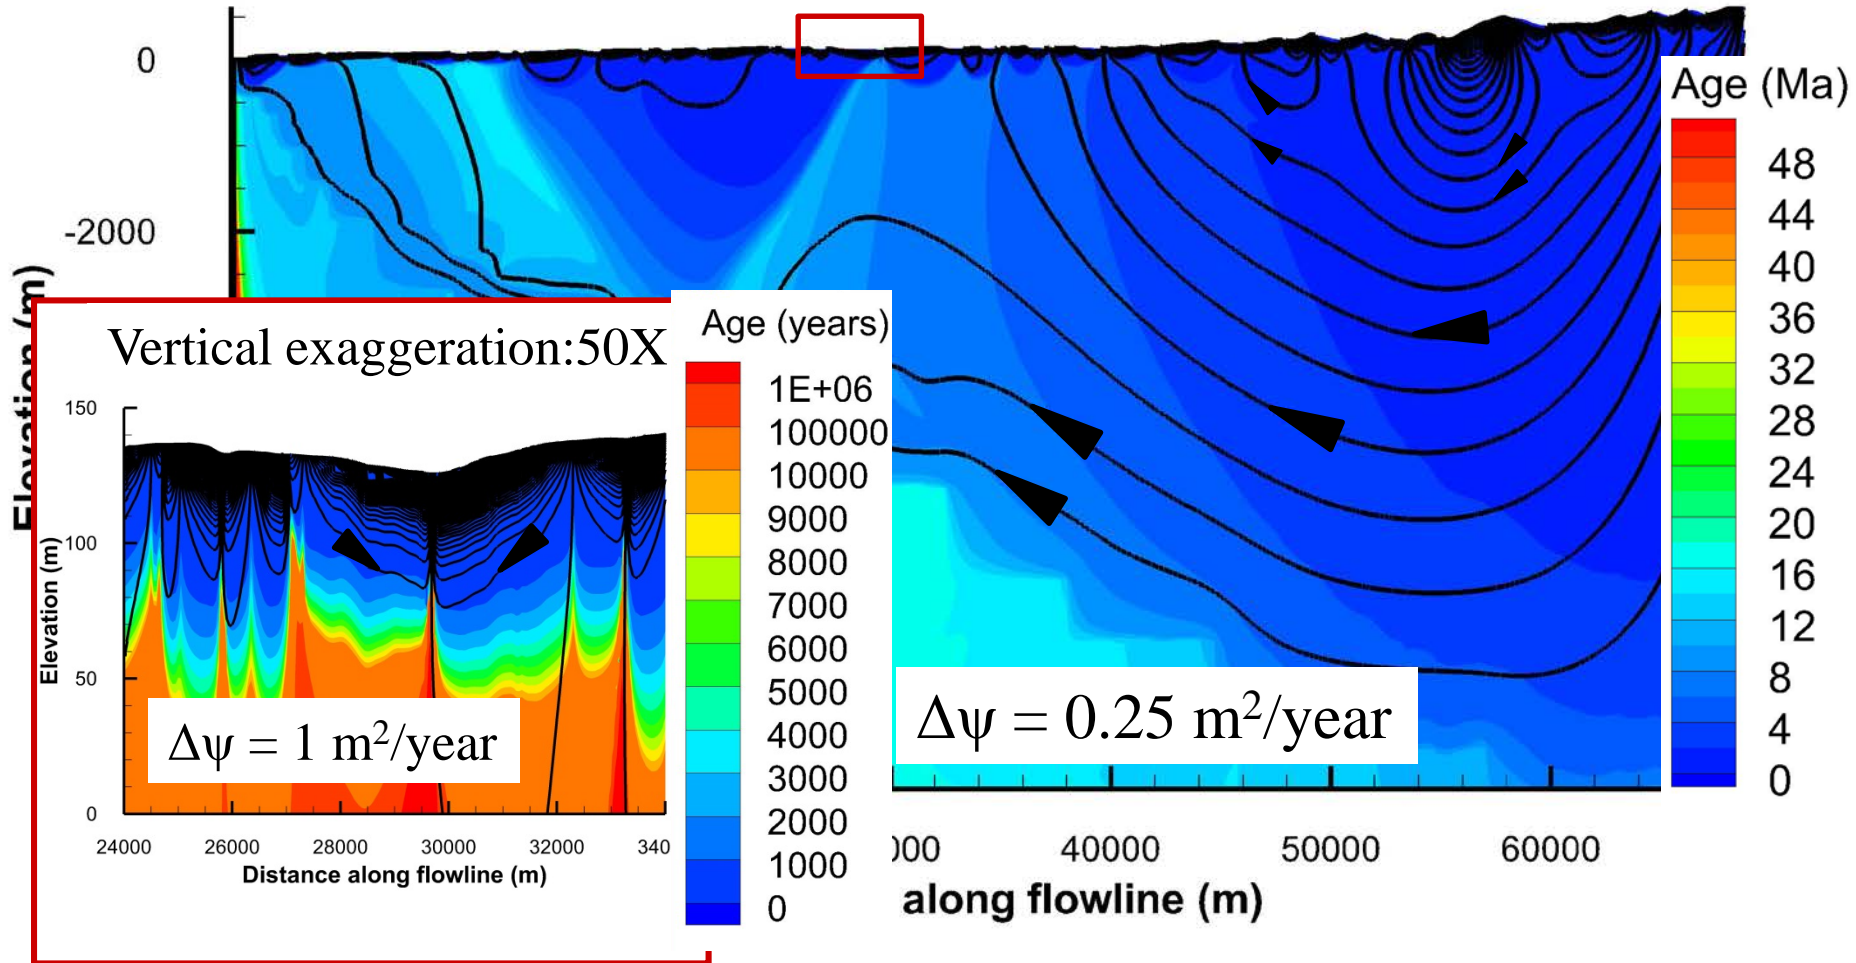 0
-2000
Elevation (m)
Age (Ma)
48
44
40
36
32
28
24
20
16
12
8
4
0
Vertical exaggeration:50X
Age (years)
1E+06
100000
10000
9000
8000
7000
6000
5000
4000
3000
2000
1000
0
150
100
50
0
Elevation (m)
Δψ = 1 m²/year
24000 26000 28000 30000 32000 340
Distance along flowline (m)
Δψ = 0.25 m²/year
000 40000 50000 60000
along flowline (m)